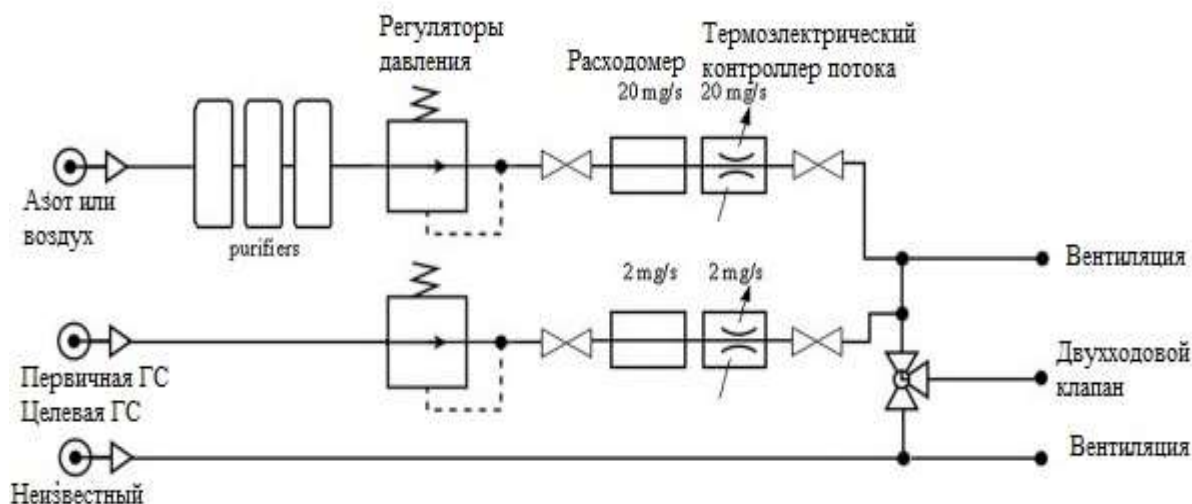 Регуляторы
давления
Термоэлектрический
контроллер потока
Расходомер
20 mg/s
20 mg/s
Азот или
воздух
purifiers
Вентиляция
2 mg/s
2 mg/s
Первичная ГС
Целевая ГС
Двухходовой
клапан
Вентиляция
Неизвестный